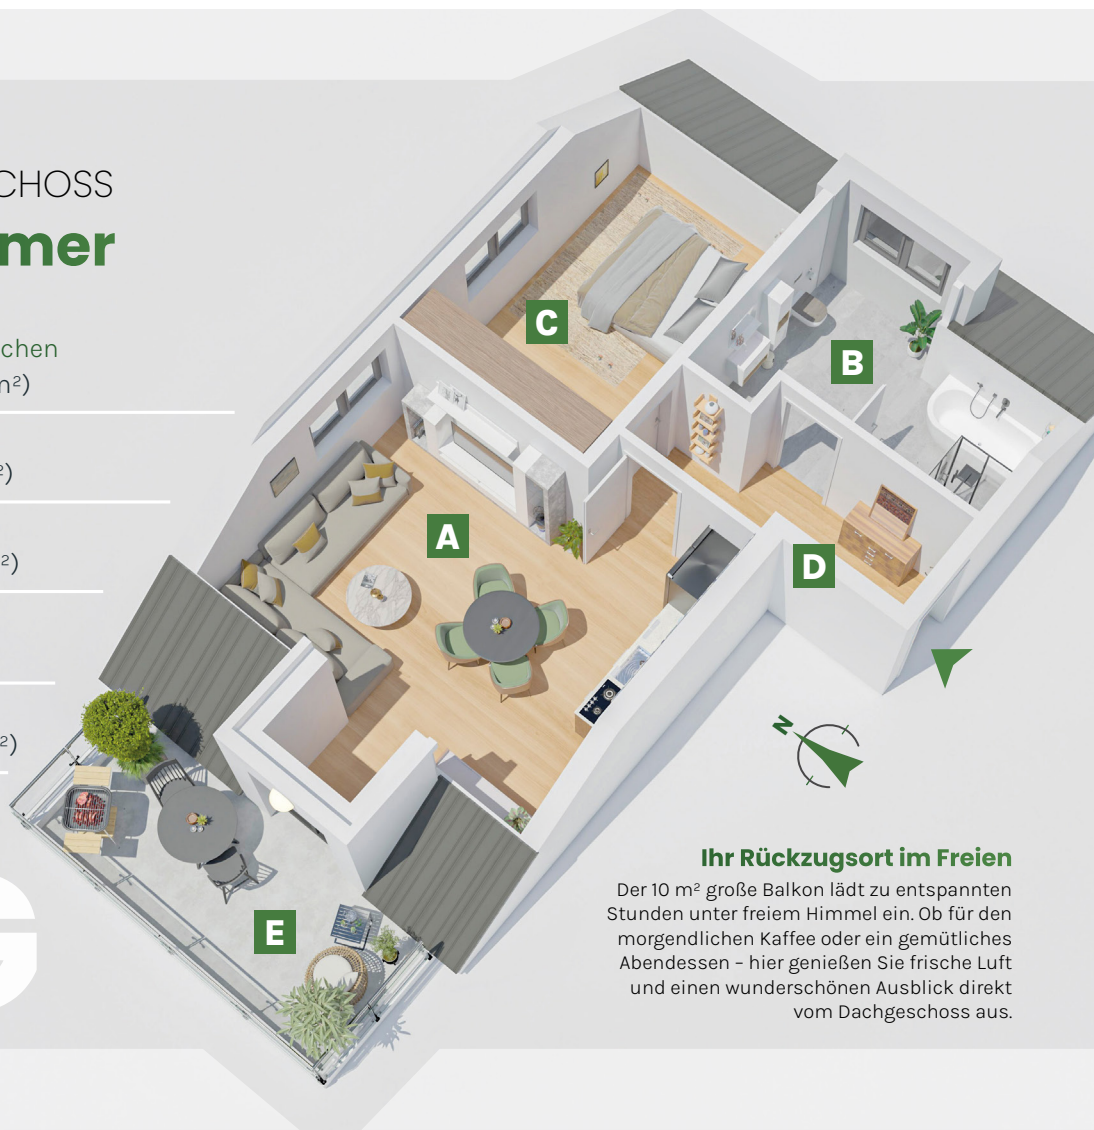 CHOSS
mer
chen
m²)
²)
²)
²)
A
B
C
D
E
N
Ihr Rückzugsort im Freien
Der 10 m² große Balkon lädt zu entspannten
Stunden unter freiem Himmel ein. Ob für den
morgendlichen Kaffee oder ein gemütliches
Abendessen – hier genießen Sie frische Luft
und einen wunderschönen Ausblick direkt
vom Dachgeschoss aus.